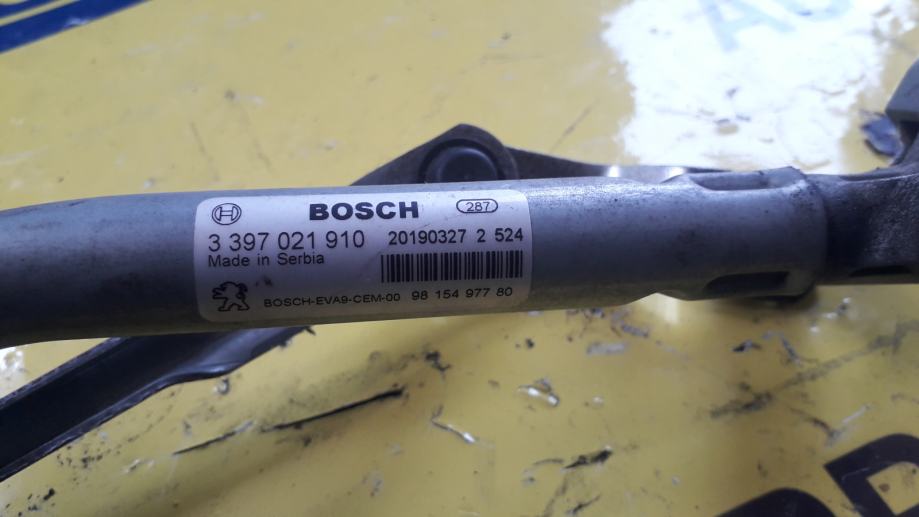 BOSCH 287
3 397 021 910 20190327 2 524
Made in Serbia
BOSCH-EVA9-CEM-00 98 154 977 80